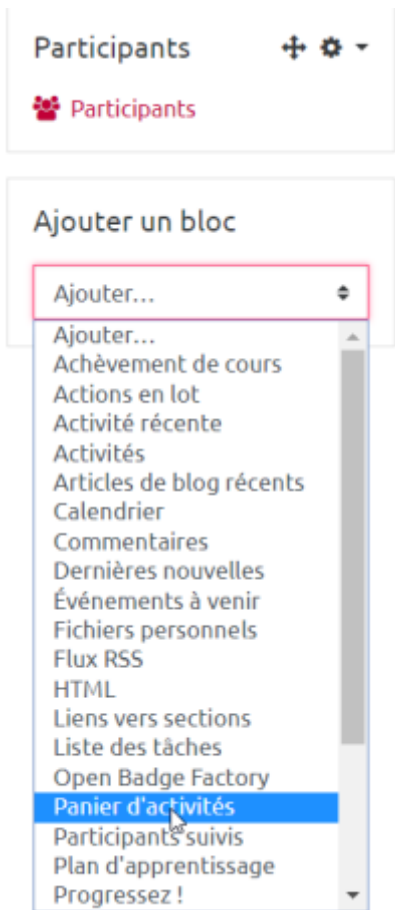 Participants
Participants
Ajouter un bloc
Ajouter...
Ajouter...
Achèvement de cours
Actions en lot
Activité récente
Activités
Articles de blog récents
Calendrier
Commentaires
Dernières nouvelles
Événements à venir
Fichiers personnels
Flux RSS
HTML
Liens vers sections
Liste des tâches
Open Badge Factory
Panier d'activités
Participants suivis
Plan d'apprentissage
Progressez !